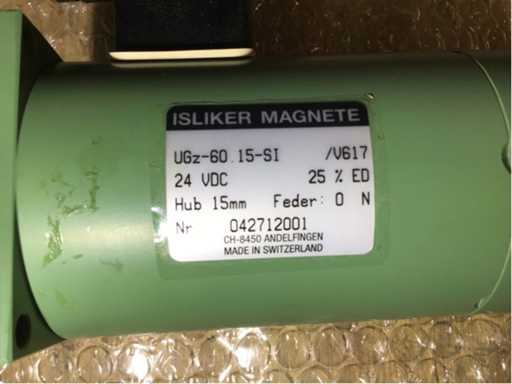 ISLIKER MAGNETE
UGz-60.15-SI /V617
24 VDC 25 % ED
Hub 15mm Feder: 0 N
Nr 042712001
CH-8450 ANDELFINGEN
MADE IN SWITZERLAND